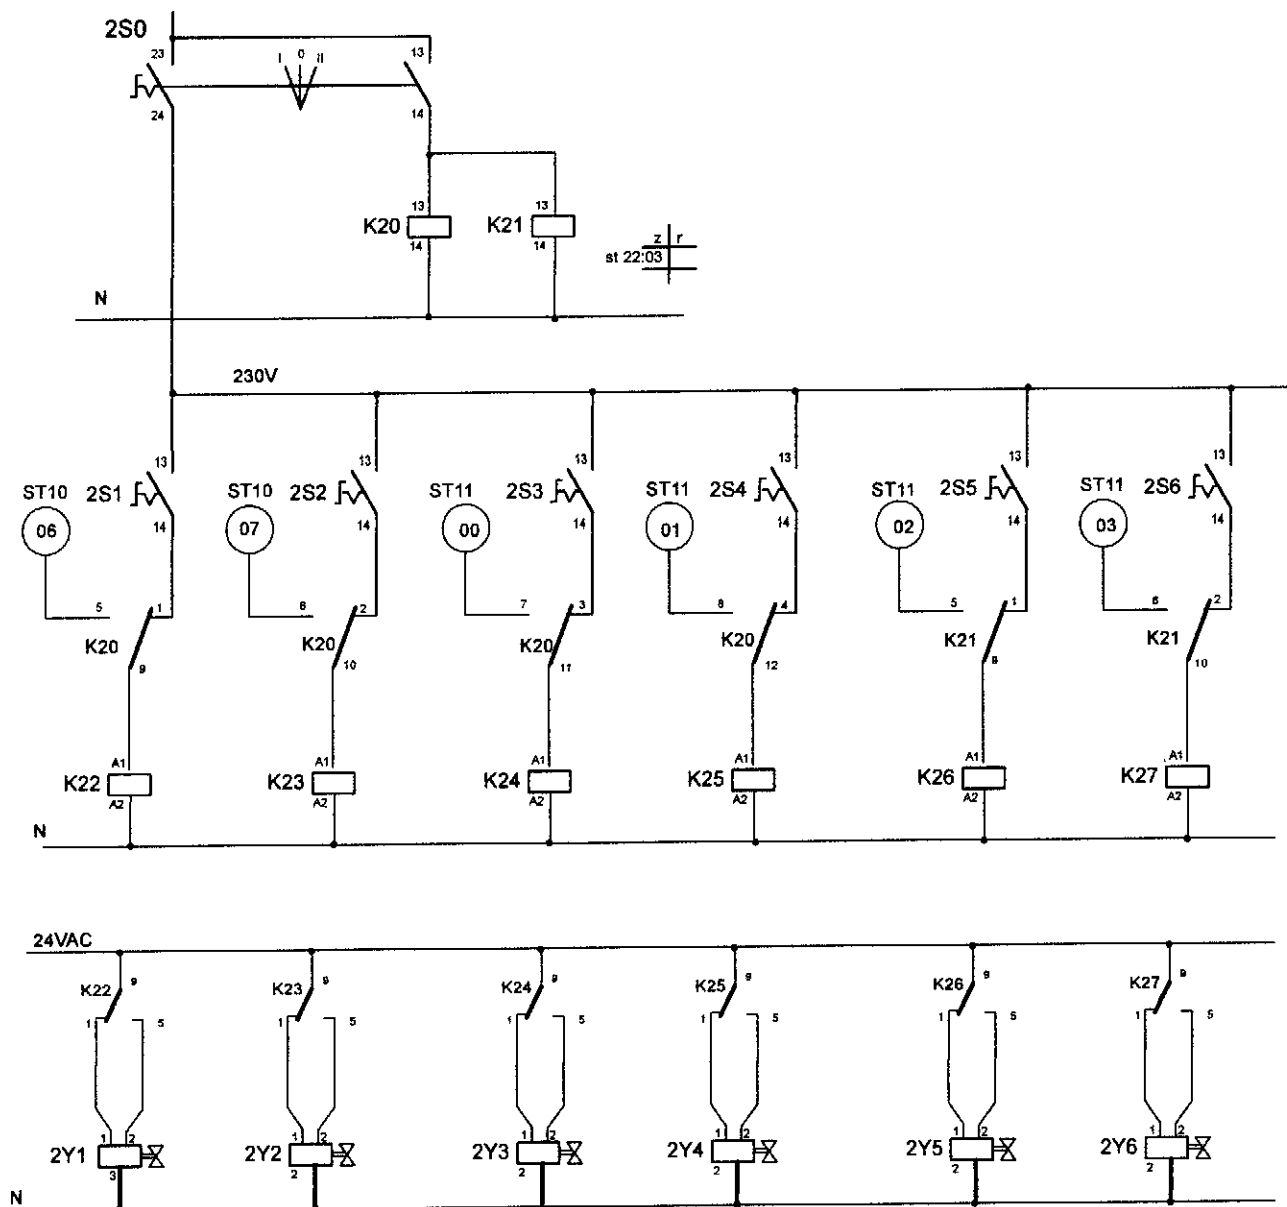 2S0
23 I 0 II 13
24 14
13 13
K20 K21
14 14
z r
st 22:03
N
230V
13 13 13 13 13 13
ST10 2S1 ST10 2S2 ST11 2S3 ST11 2S4 ST11 2S5 ST11 2S6
06 07 00 01 02 03
14 14 14 14 14 14
5 1 6 2 7 3 8 4 5 1 6 2
K20 K20 K20 K20 K21 K21
9 10 11 12 9 10
A1 A1 A1 A1 A1 A1
K22 K23 K24 K25 K26 K27
A2 A2 A2 A2 A2 A2
N
24VAC
K22 9 K23 9 K24 9 K25 9 K26 9 K27 9
1 5 1 5 1 5 1 5 1 5 1 5
1 2 1 2 1 2 1 2 1 2 1 2
2Y1 2Y2 2Y3 2Y4 2Y5 2Y6
3 2 2 2 2 2
N